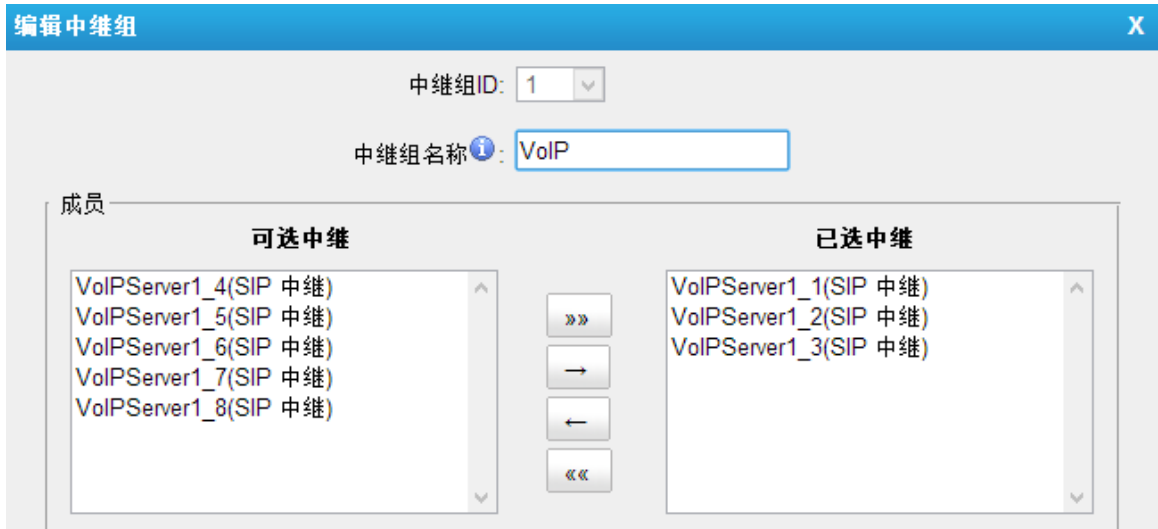 编辑中继组 X
中继组ID: 1
中继组名称: VoIP
成员
可选中继
VoIPServer1_4(SIP 中继)
VoIPServer1_5(SIP 中继)
VoIPServer1_6(SIP 中继)
VoIPServer1_7(SIP 中继)
VoIPServer1_8(SIP 中继)
»»
→
←
««
已选中继
VoIPServer1_1(SIP 中继)
VoIPServer1_2(SIP 中继)
VoIPServer1_3(SIP 中继)